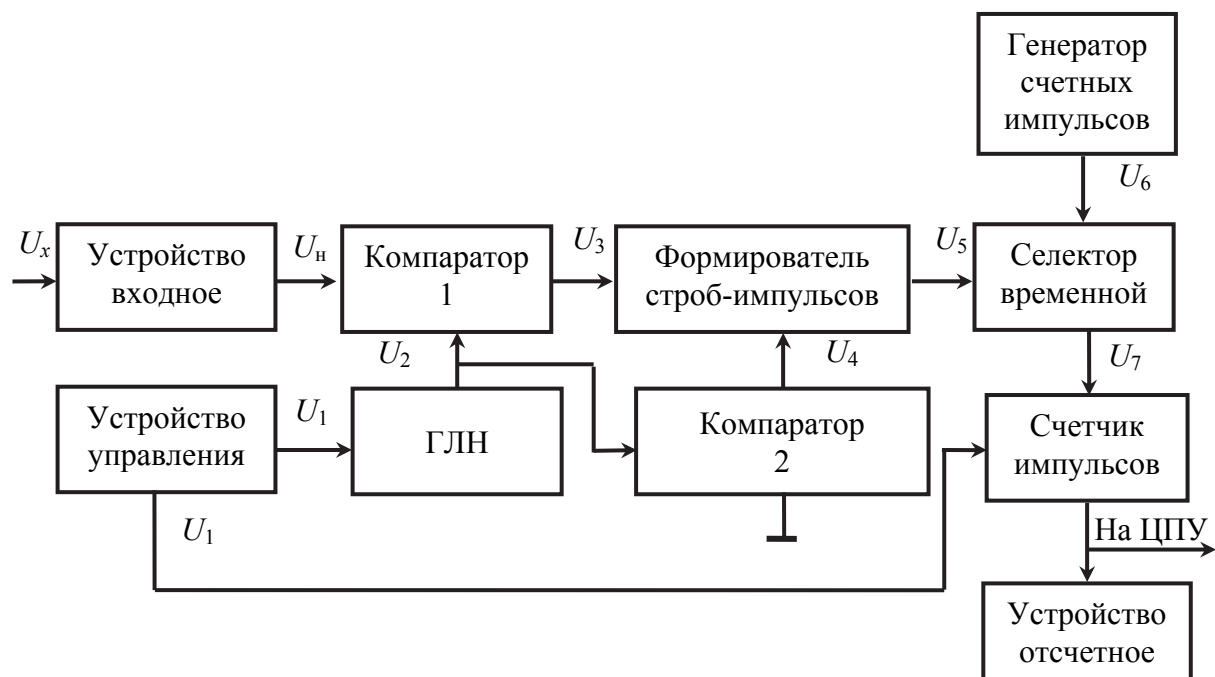 Генератор
счетных
импульсов
U6
Ux
Устройство
входное
Uн
Компаратор
1
U3
Формирователь
строб-импульсов
U5
Селектор
временной
U2
U4
U7
Устройство
управления
U1
ГЛН
Компаратор
2
Счетчик
импульсов
U1
На ЦПУ
Устройство
отсчетное